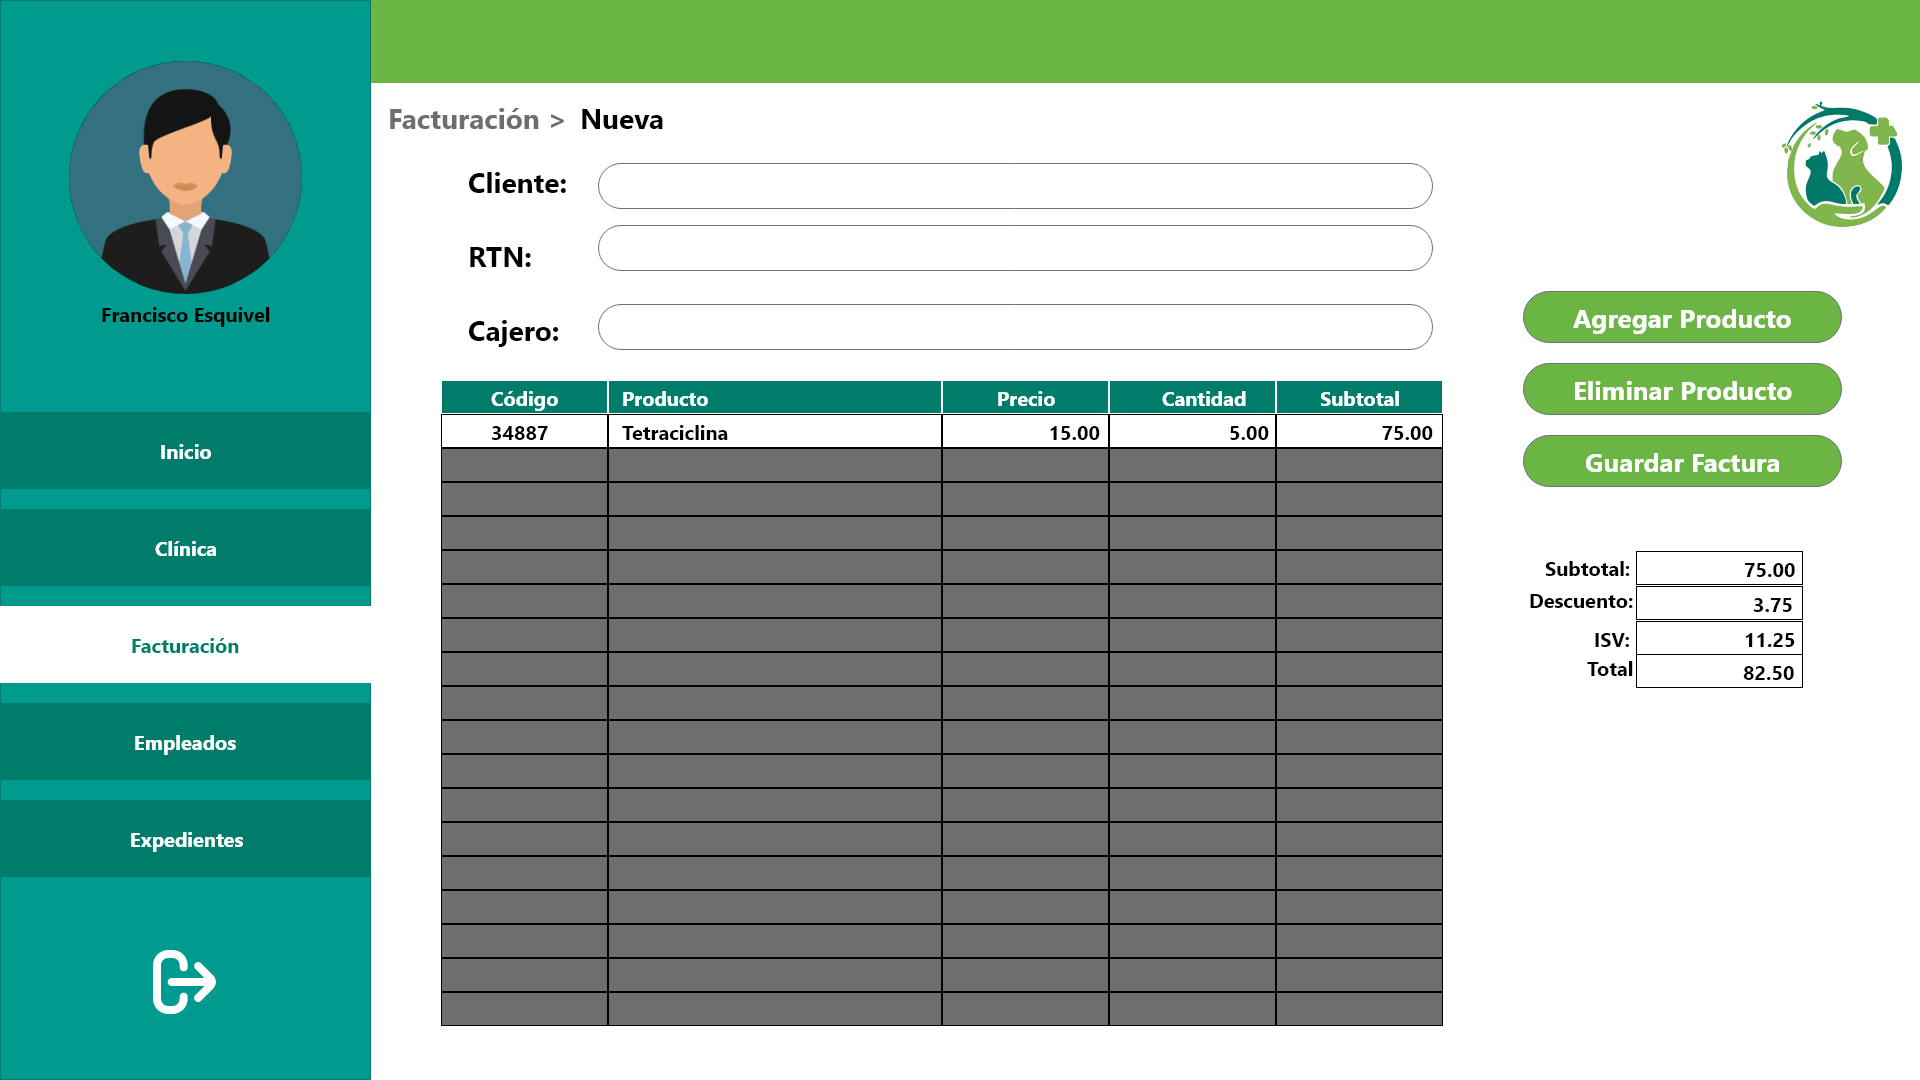 Francisco Esquivel
Inicio
Clínica
Facturación
Empleados
Expedientes
Facturación > Nueva
Cliente:
RTN:
Cajero:
Código Producto Precio Cantidad Subtotal
34887 Tetraciclina 15.00 5.00 75.00
Agregar Producto
Eliminar Producto
Guardar Factura
Subtotal: 75.00
Descuento: 3.75
ISV: 11.25
Total 82.50